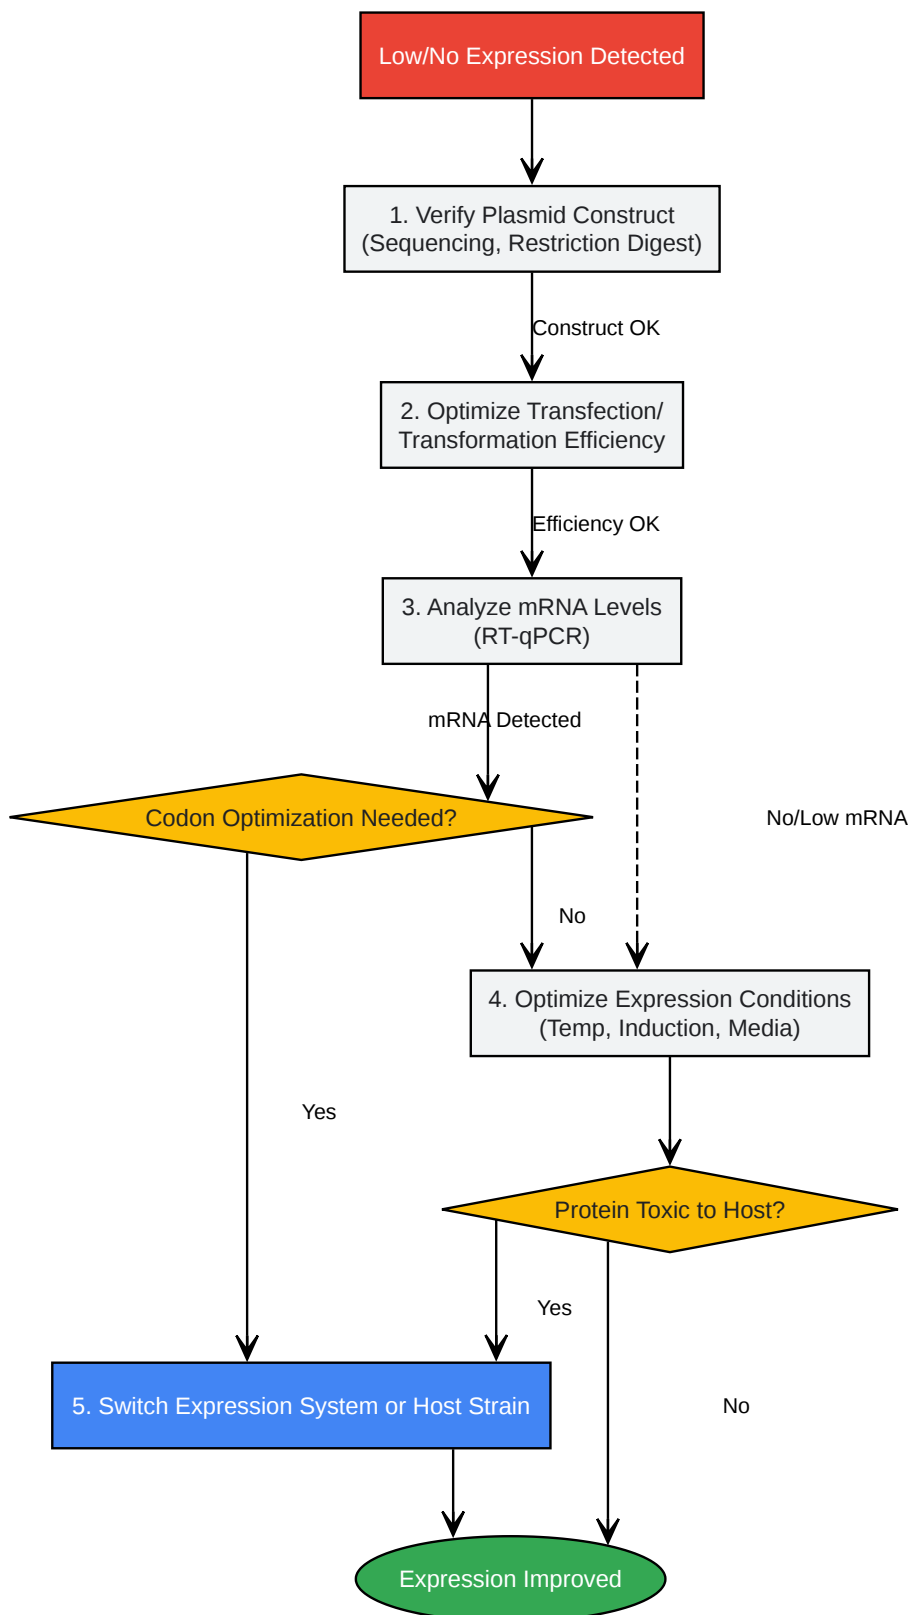 Low/No Expression Detected
1. Verify Plasmid Construct
(Sequencing, Restriction Digest)
Construct OK
2. Optimize Transfection/
Transformation Efficiency
Efficiency OK
3. Analyze mRNA Levels
(RT-qPCR)
mRNA Detected
Codon Optimization Needed?
No/Low mRNA
No
4. Optimize Expression Conditions
(Temp, Induction, Media)
Yes
Protein Toxic to Host?
Yes
5. Switch Expression System or Host Strain
No
Expression Improved